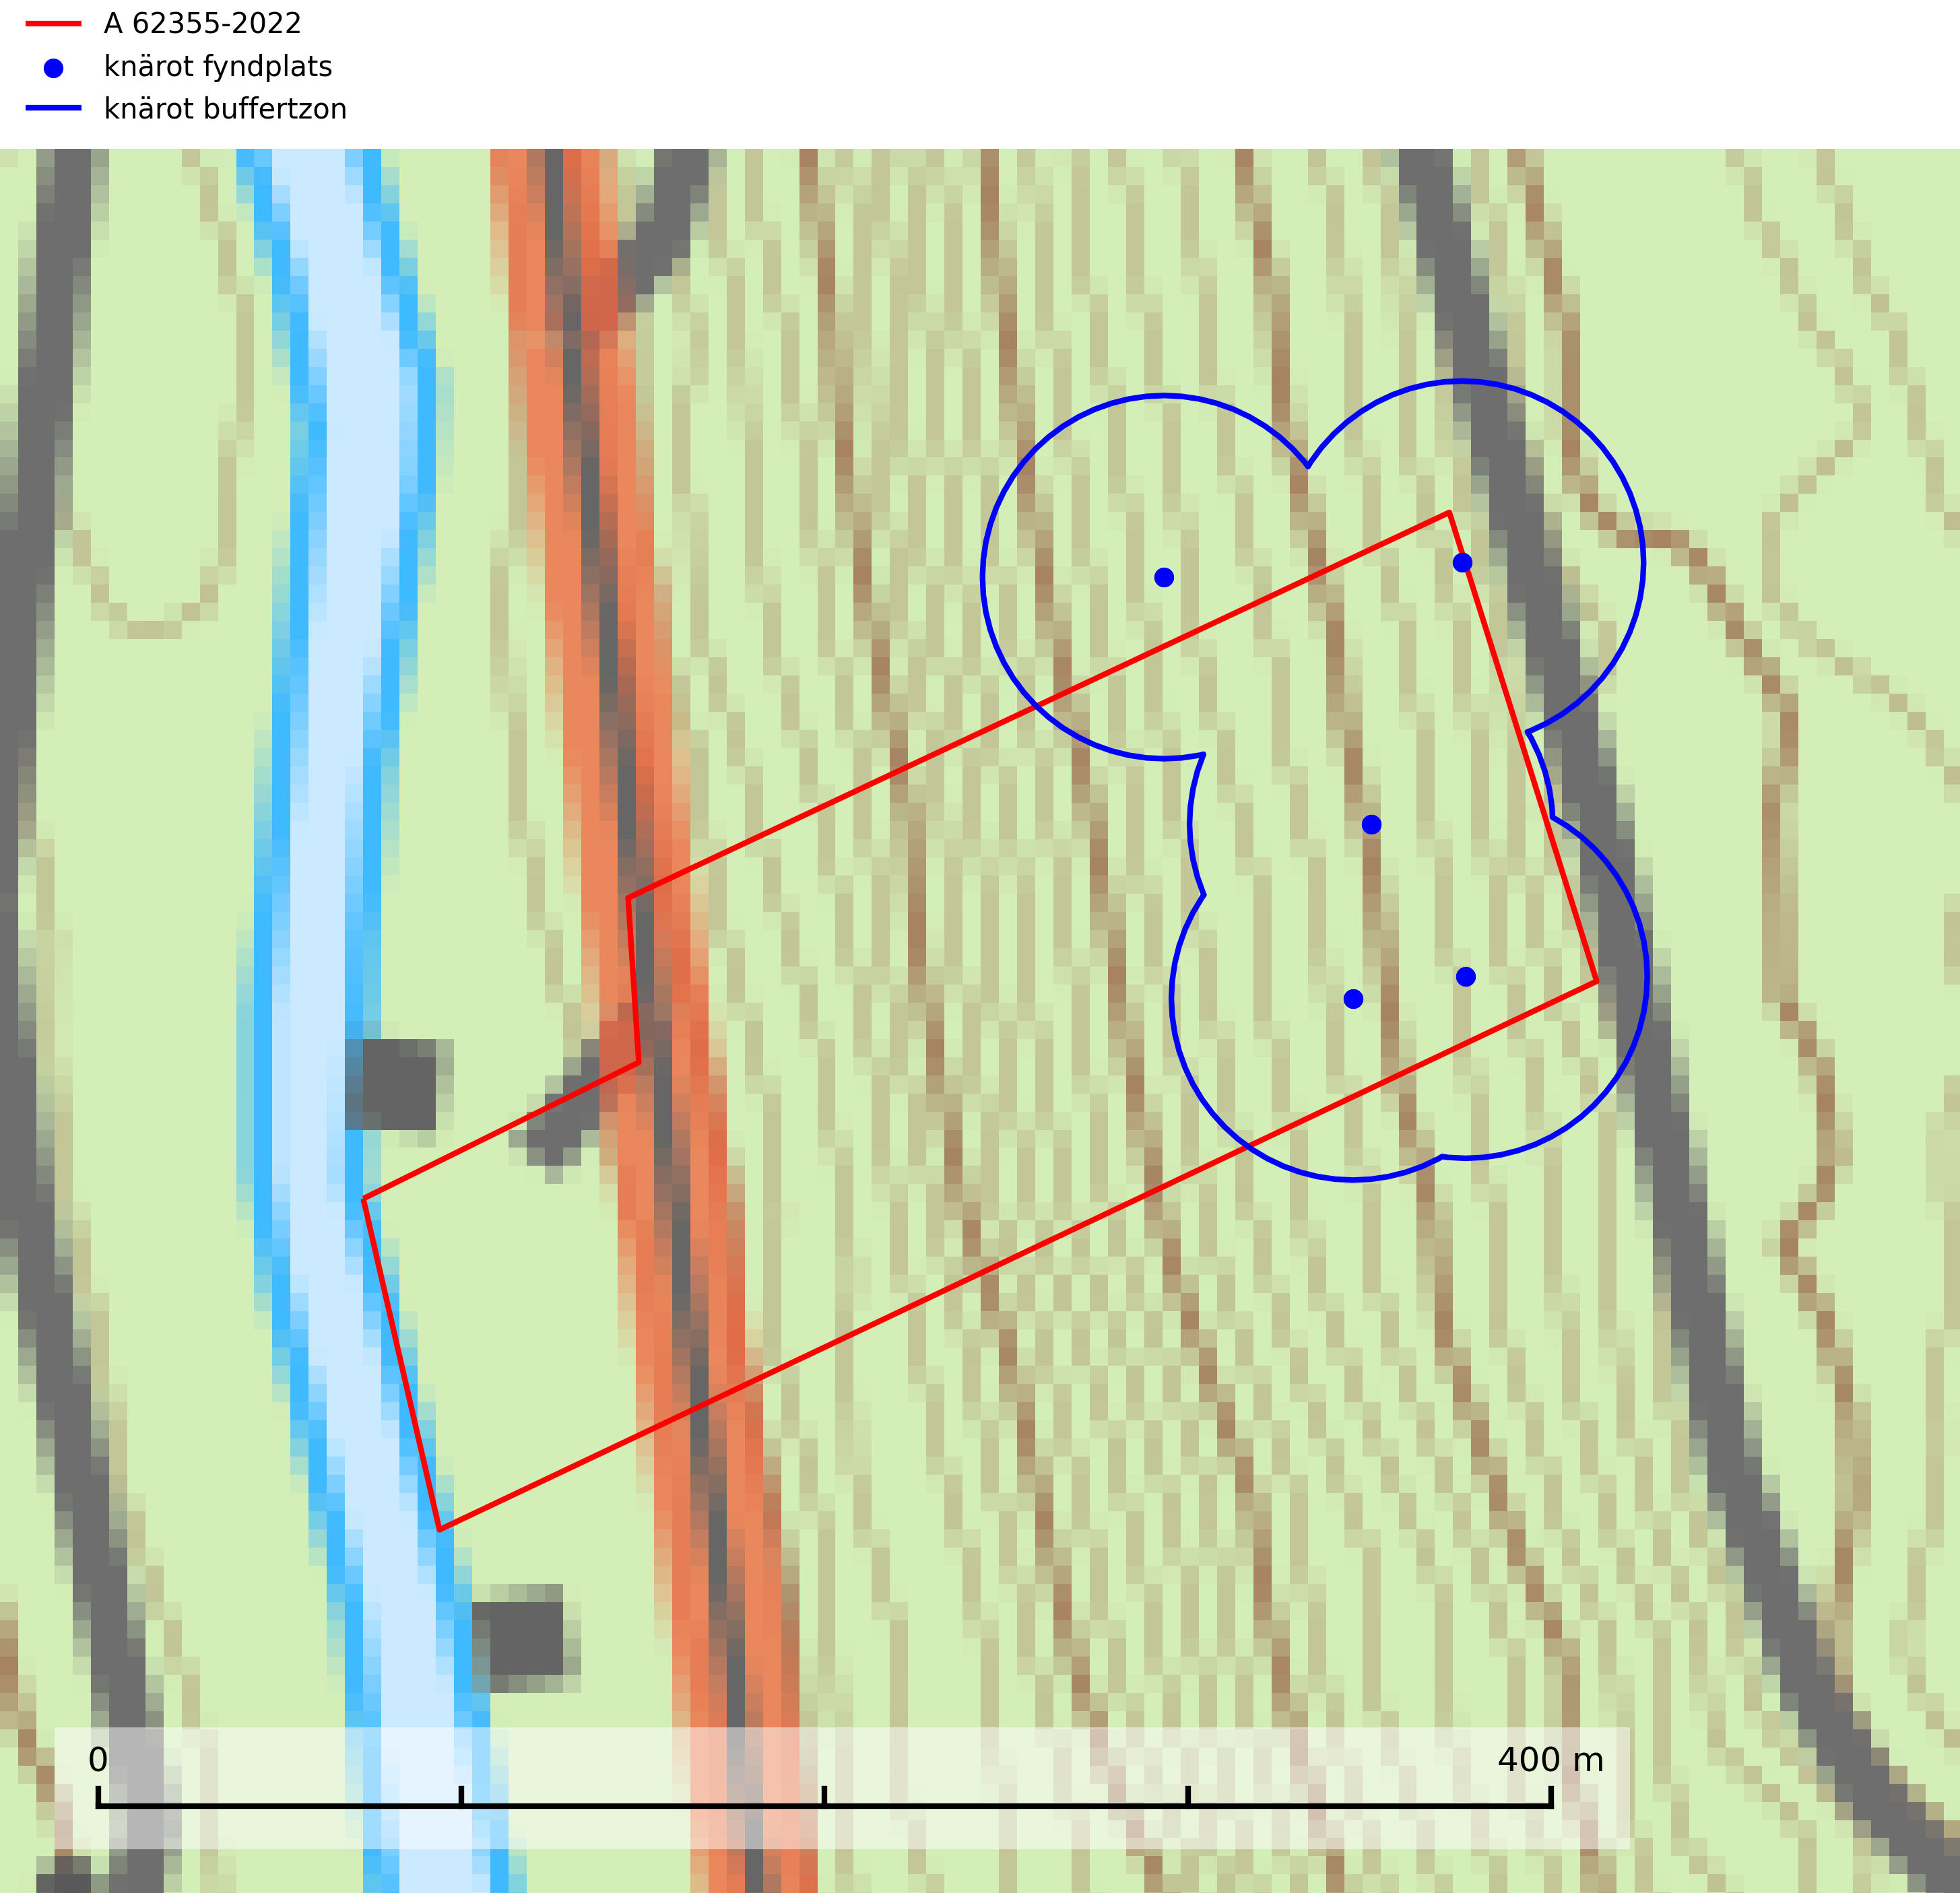 A 62355-2022
knärot fyndplats
knärot buffertzon
0
400 m